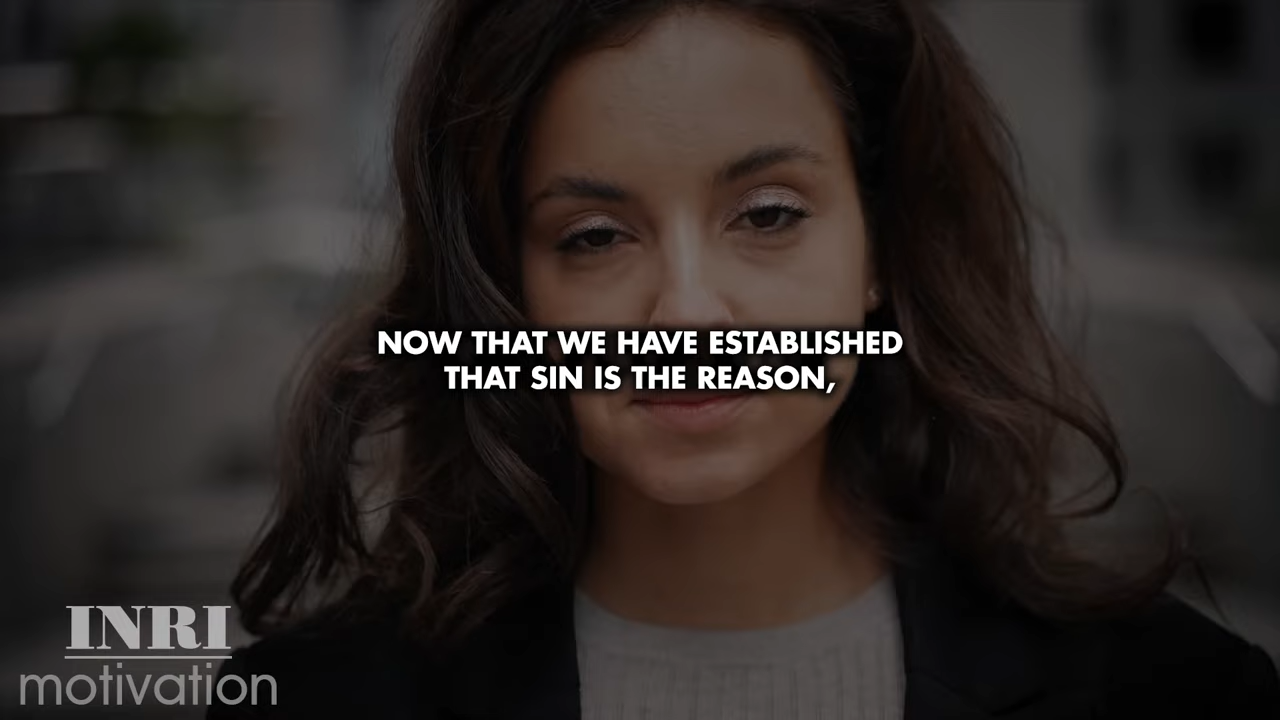 NOW THAT WE HAVE ESTABLISHED
THAT SIN IS THE REASON,
INRI
motivation